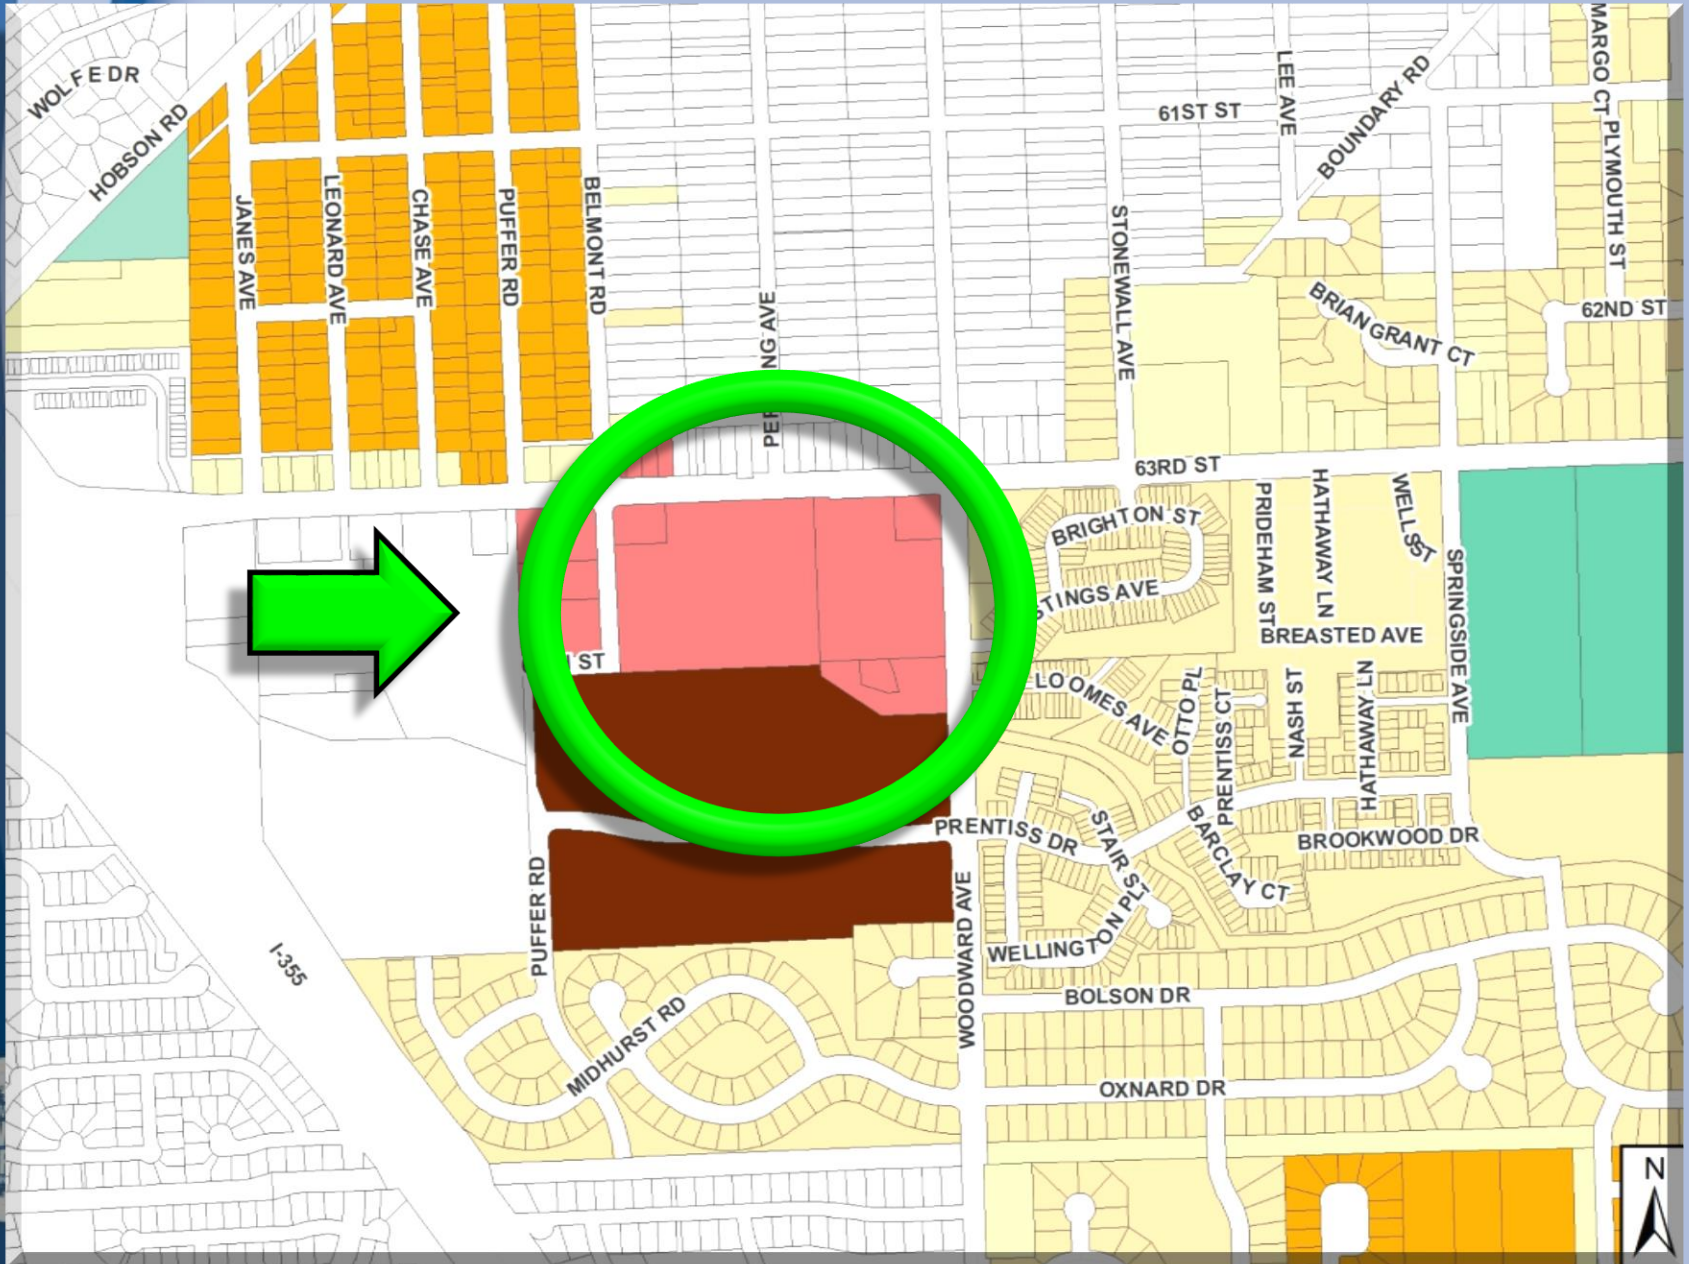 WOLFE DR
HOBSON RD
JANES AVE
LEONARD AVE
CHASE AVE
PUFFER RD
BELMONT RD
61ST ST
LEE AVE
BOUNDARY RD
MARGO CT
PLYMOUTH ST
STONEWALL AVE
BRIAN GRANT CT
62ND ST
AVE
63RD ST
BRIGHTON ST
PRIDEHAM ST
HATHAWAY LN
WELLS ST
SPRINGSIDE AVE
AVE
BREASTED AVE
ST
LOOMES AVE
OTTO PL
PRENTISS CT
NASH ST
HATHAWAY LN
PRENTISS DR
STAIR ST
BARCLAY CT
BROOKWOOD DR
PUFFER RD
WOODWARD AVE
WELLINGTON PL
I-355
BOLSON DR
MIDHURST RD
OXNARD DR
N